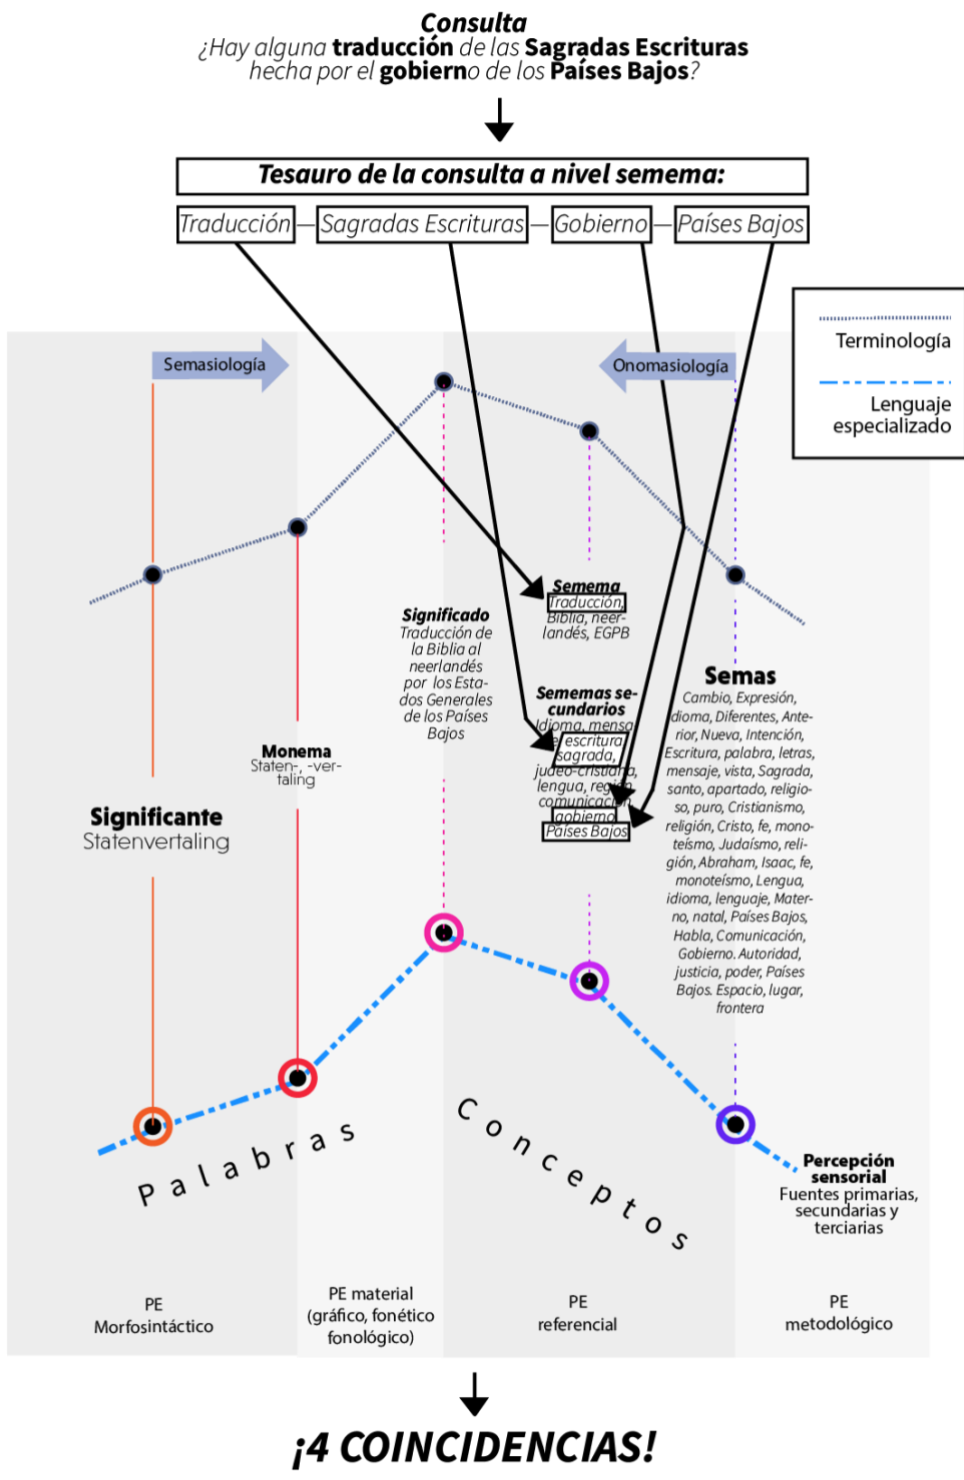 Consulta
¿Hay alguna traducción de las Sagradas Escrituras
hecha por el gobierno de los Países Bajos?
Tesauro de la consulta a nivel semema:
Traducción — Sagradas Escrituras — Gobierno — Países Bajos
Terminología
Lenguaje
especializado
Semasiología
Onomasiología
Significante
Statenvertaling
Monema
Staten-, -ver-
taling
Significado
Traducción de
la Biblia al
neerlandés
por los Esta-
dos Generales
de los Países
Bajos
Semema
Traducción,
Biblia, neer-
landés, EGPB
Sememas se-
cundarios
Idioma, mensa
escritura
sagrada,
judeo-cristiana,
lengua, región
comunicación,
gobierno
Países Bajos
Semas
Cambio, Expresión,
dioma, Diferentes, Ante-
rior, Nueva, Intención,
Escritura, palabra, letras,
mensaje, vista, Sagrada,
santo, apartado, religio-
so, puro, Cristianismo,
religión, Cristo, fe, mono-
teísmo, Judaísmo, reli-
gión, Abraham, Isaac, fe,
monoteísmo, Lengua,
idioma, lenguaje, Mater-
no, natal, Países Bajos,
Habla, Comunicación,
Gobierno. Autoridad,
justicia, poder, Países
Bajos. Espacio, lugar,
frontera
Palabras
Conceptos
Percepción
sensorial
Fuentes primarias,
secundarias y
terciarias
PE
Morfosintáctico
PE material
(gráfico, fonético
fonológico)
PE
referencial
PE
metodológico
¡4 COINCIDENCIAS!